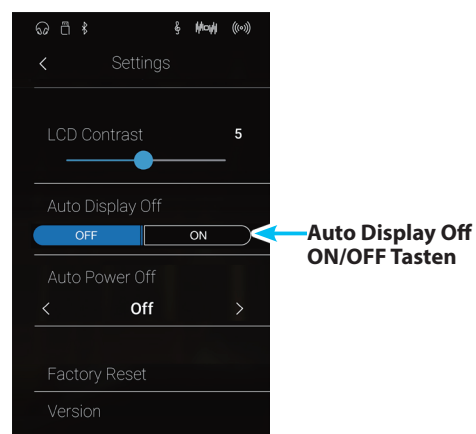 Settings
LCD Contrast 5
Auto Display Off
OFF ON
Auto Display Off
ON/OFF Tasten
Auto Power Off
< Off >
Factory Reset
Version